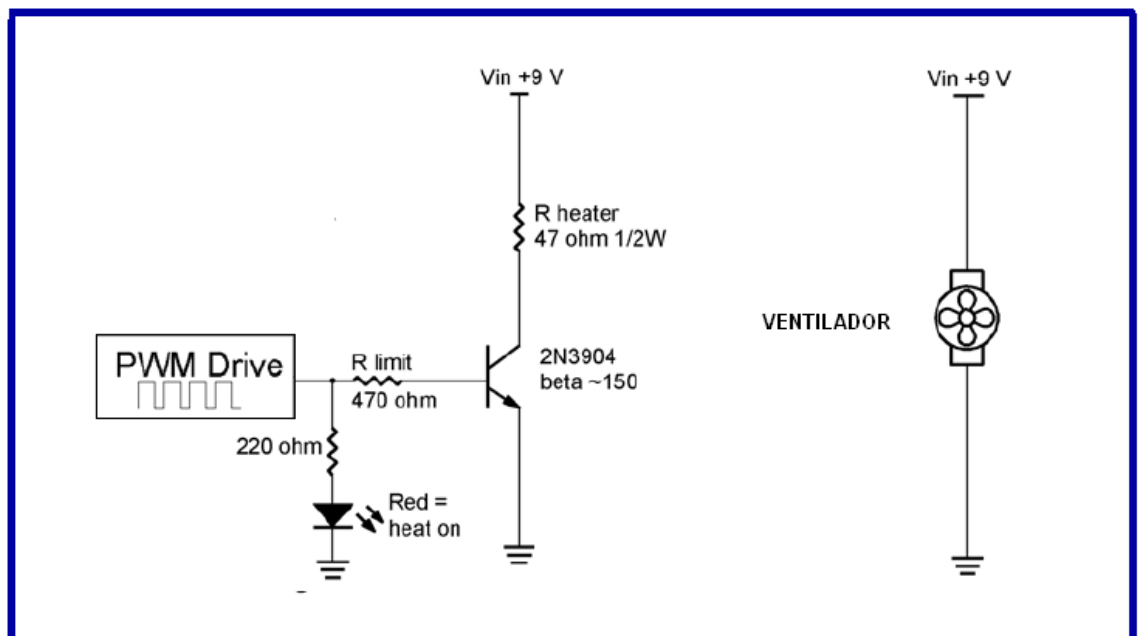 Vin +9 V
Vin +9 V
R heater
47 ohm 1/2W
VENTILADOR
PWM Drive
R limit
470 ohm
2N3904
beta ~150
220 ohm
Red =
heat on